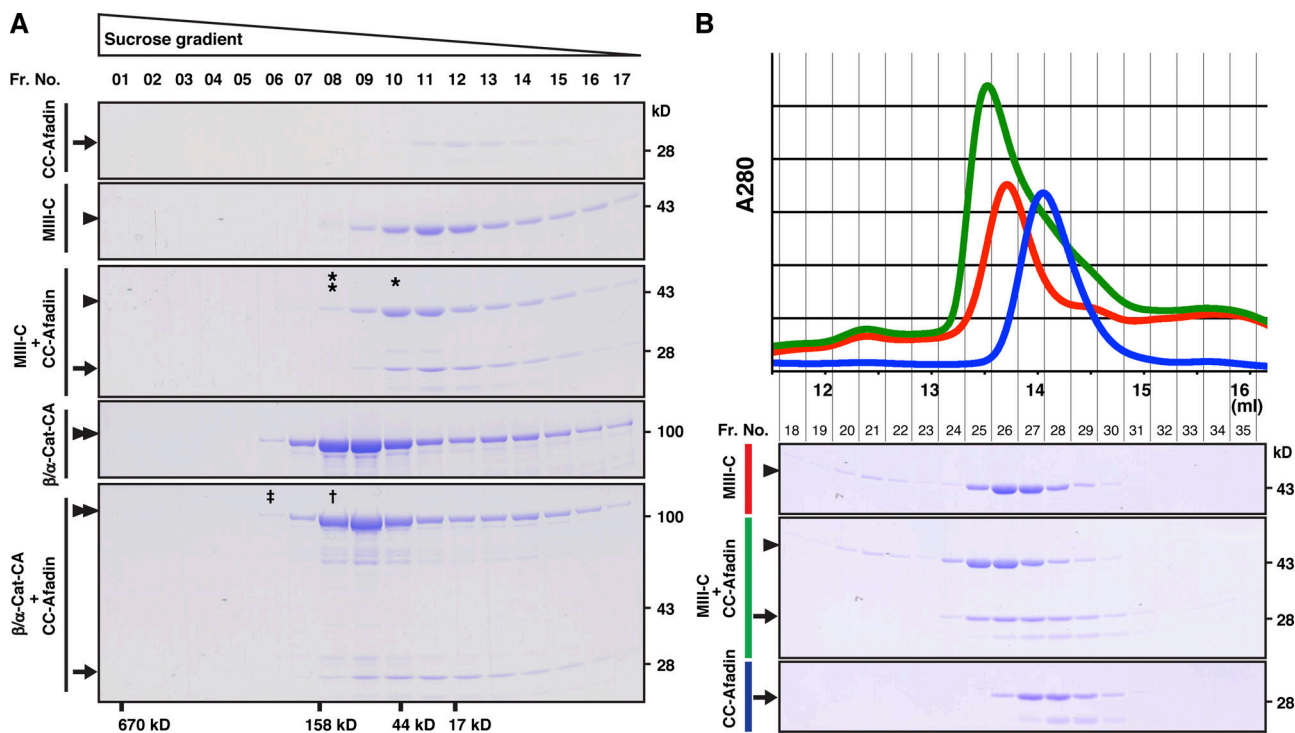 A
Sucrose gradient
Fr. No. 01 02 03 04 05 06 07 08 09 10 11 12 13 14 15 16 17
kD
CC-Afadin
28
MIII-C
43
MIII-C
+
CC-Afadin
*
*
*
43
28
β/α-Cat-CA
100
β/α-Cat-CA
+
CC-Afadin
‡ †
100
43
28
670 kD 158 kD 44 kD 17 kD
B
A280
12 13 14 15 16
(ml)
Fr. No.
18 19 20 21 22 23 24 25 26 27 28 29 30 31 32 33 34 35
kD
MIII-C
43
MIII-C
+
CC-Afadin
43
28
CC-Afadin
28